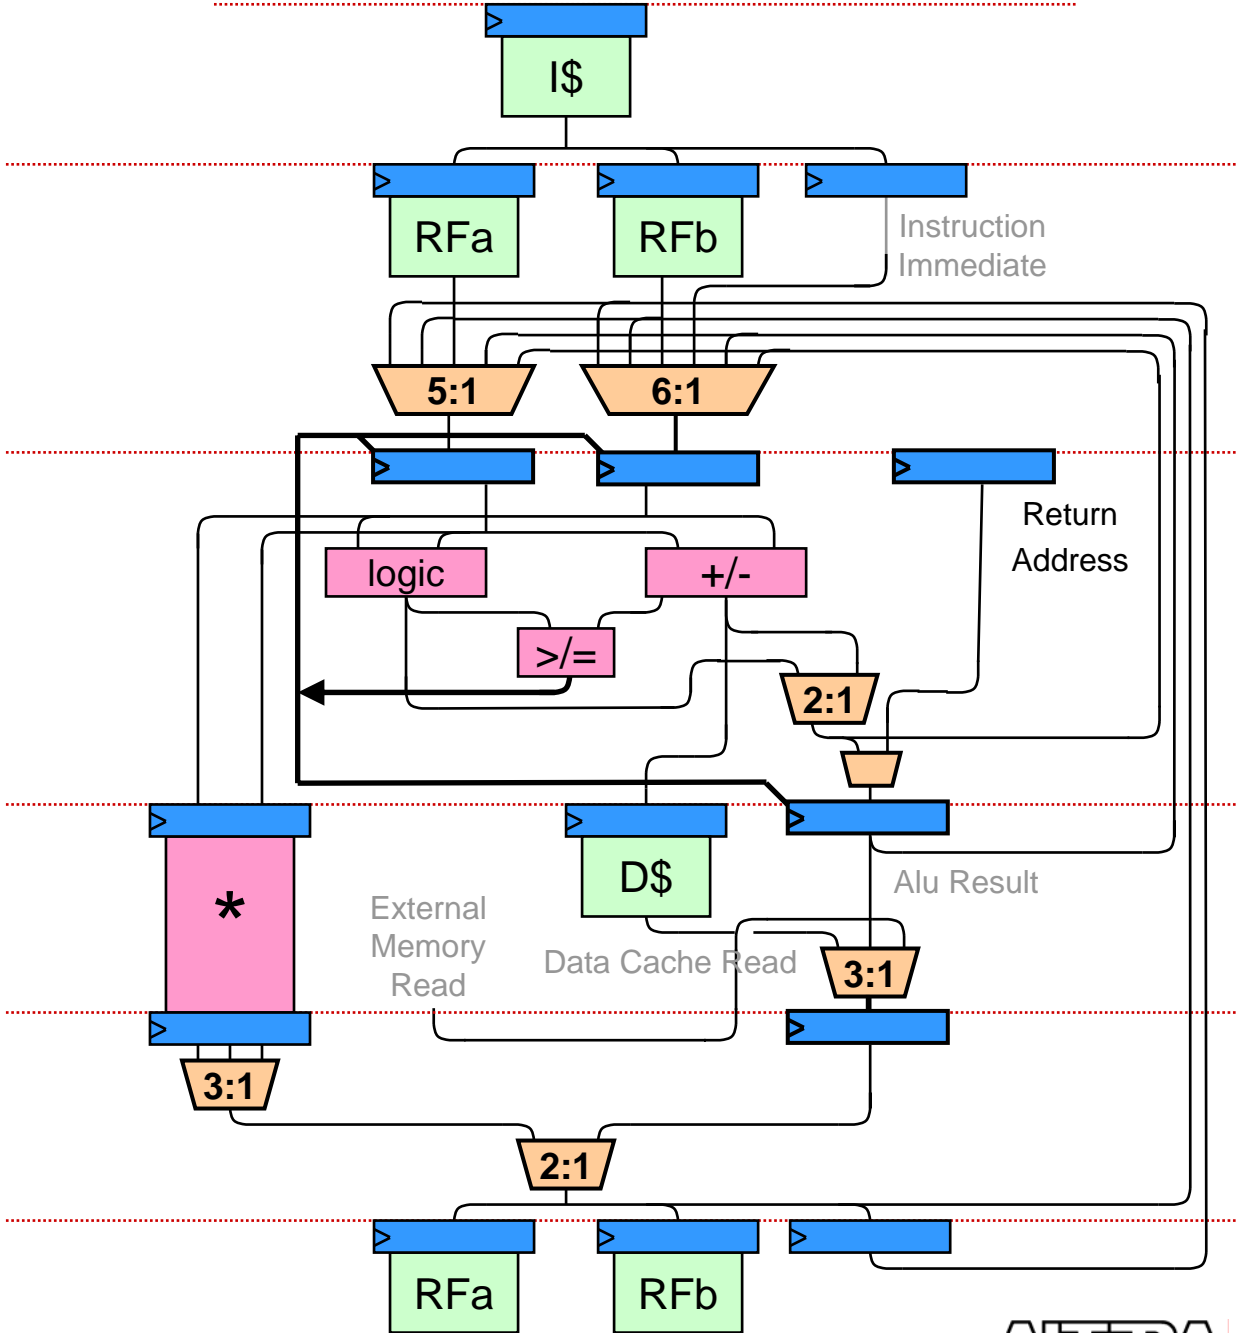 I$
RFa
RFb
Instruction
Immediate
5:1
6:1
Return
Address
logic
+/-
>/=
2:1
*
D$
Alu Result
External
Memory
Read
Data Cache Read
3:1
3:1
2:1
RFa
RFb